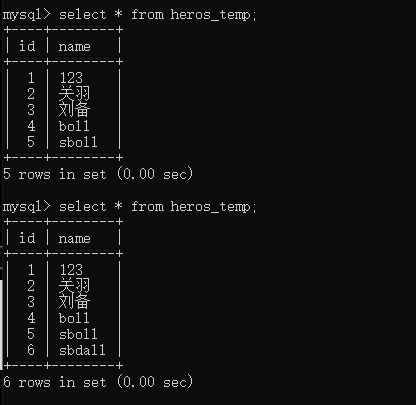 mysql> select * from heros_temp;
+----+--------+
| id | name   |
+----+--------+
|  1 | 123    |
|  2 | 关羽   |
|  3 | 刘备   |
|  4 | boll   |
|  5 | sboll  |
+----+--------+
5 rows in set (0.00 sec)

mysql> select * from heros_temp;
+----+--------+
| id | name   |
+----+--------+
|  1 | 123    |
|  2 | 关羽   |
|  3 | 刘备   |
|  4 | boll   |
|  5 | sboll  |
|  6 | sbdall |
+----+--------+
6 rows in set (0.00 sec)